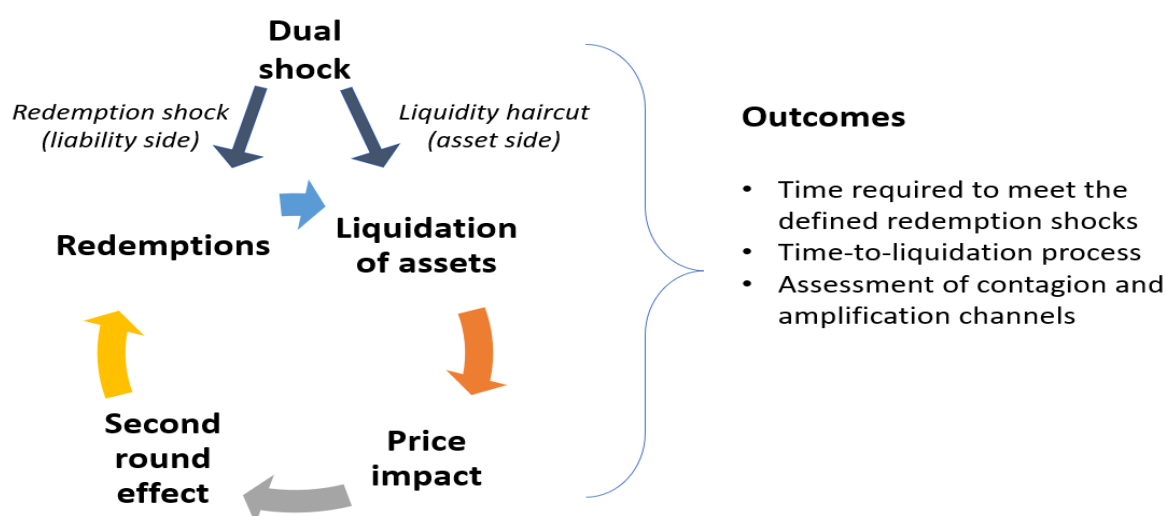 Dual
shock
Redemption shock
(liability side)
Liquidity haircut
(asset side)
Redemptions
Liquidation
of assets
Second
round
effect
Price
impact
Outcomes
• Time required to meet the
defined redemption shocks
• Time-to-liquidation process
• Assessment of contagion and
amplification channels